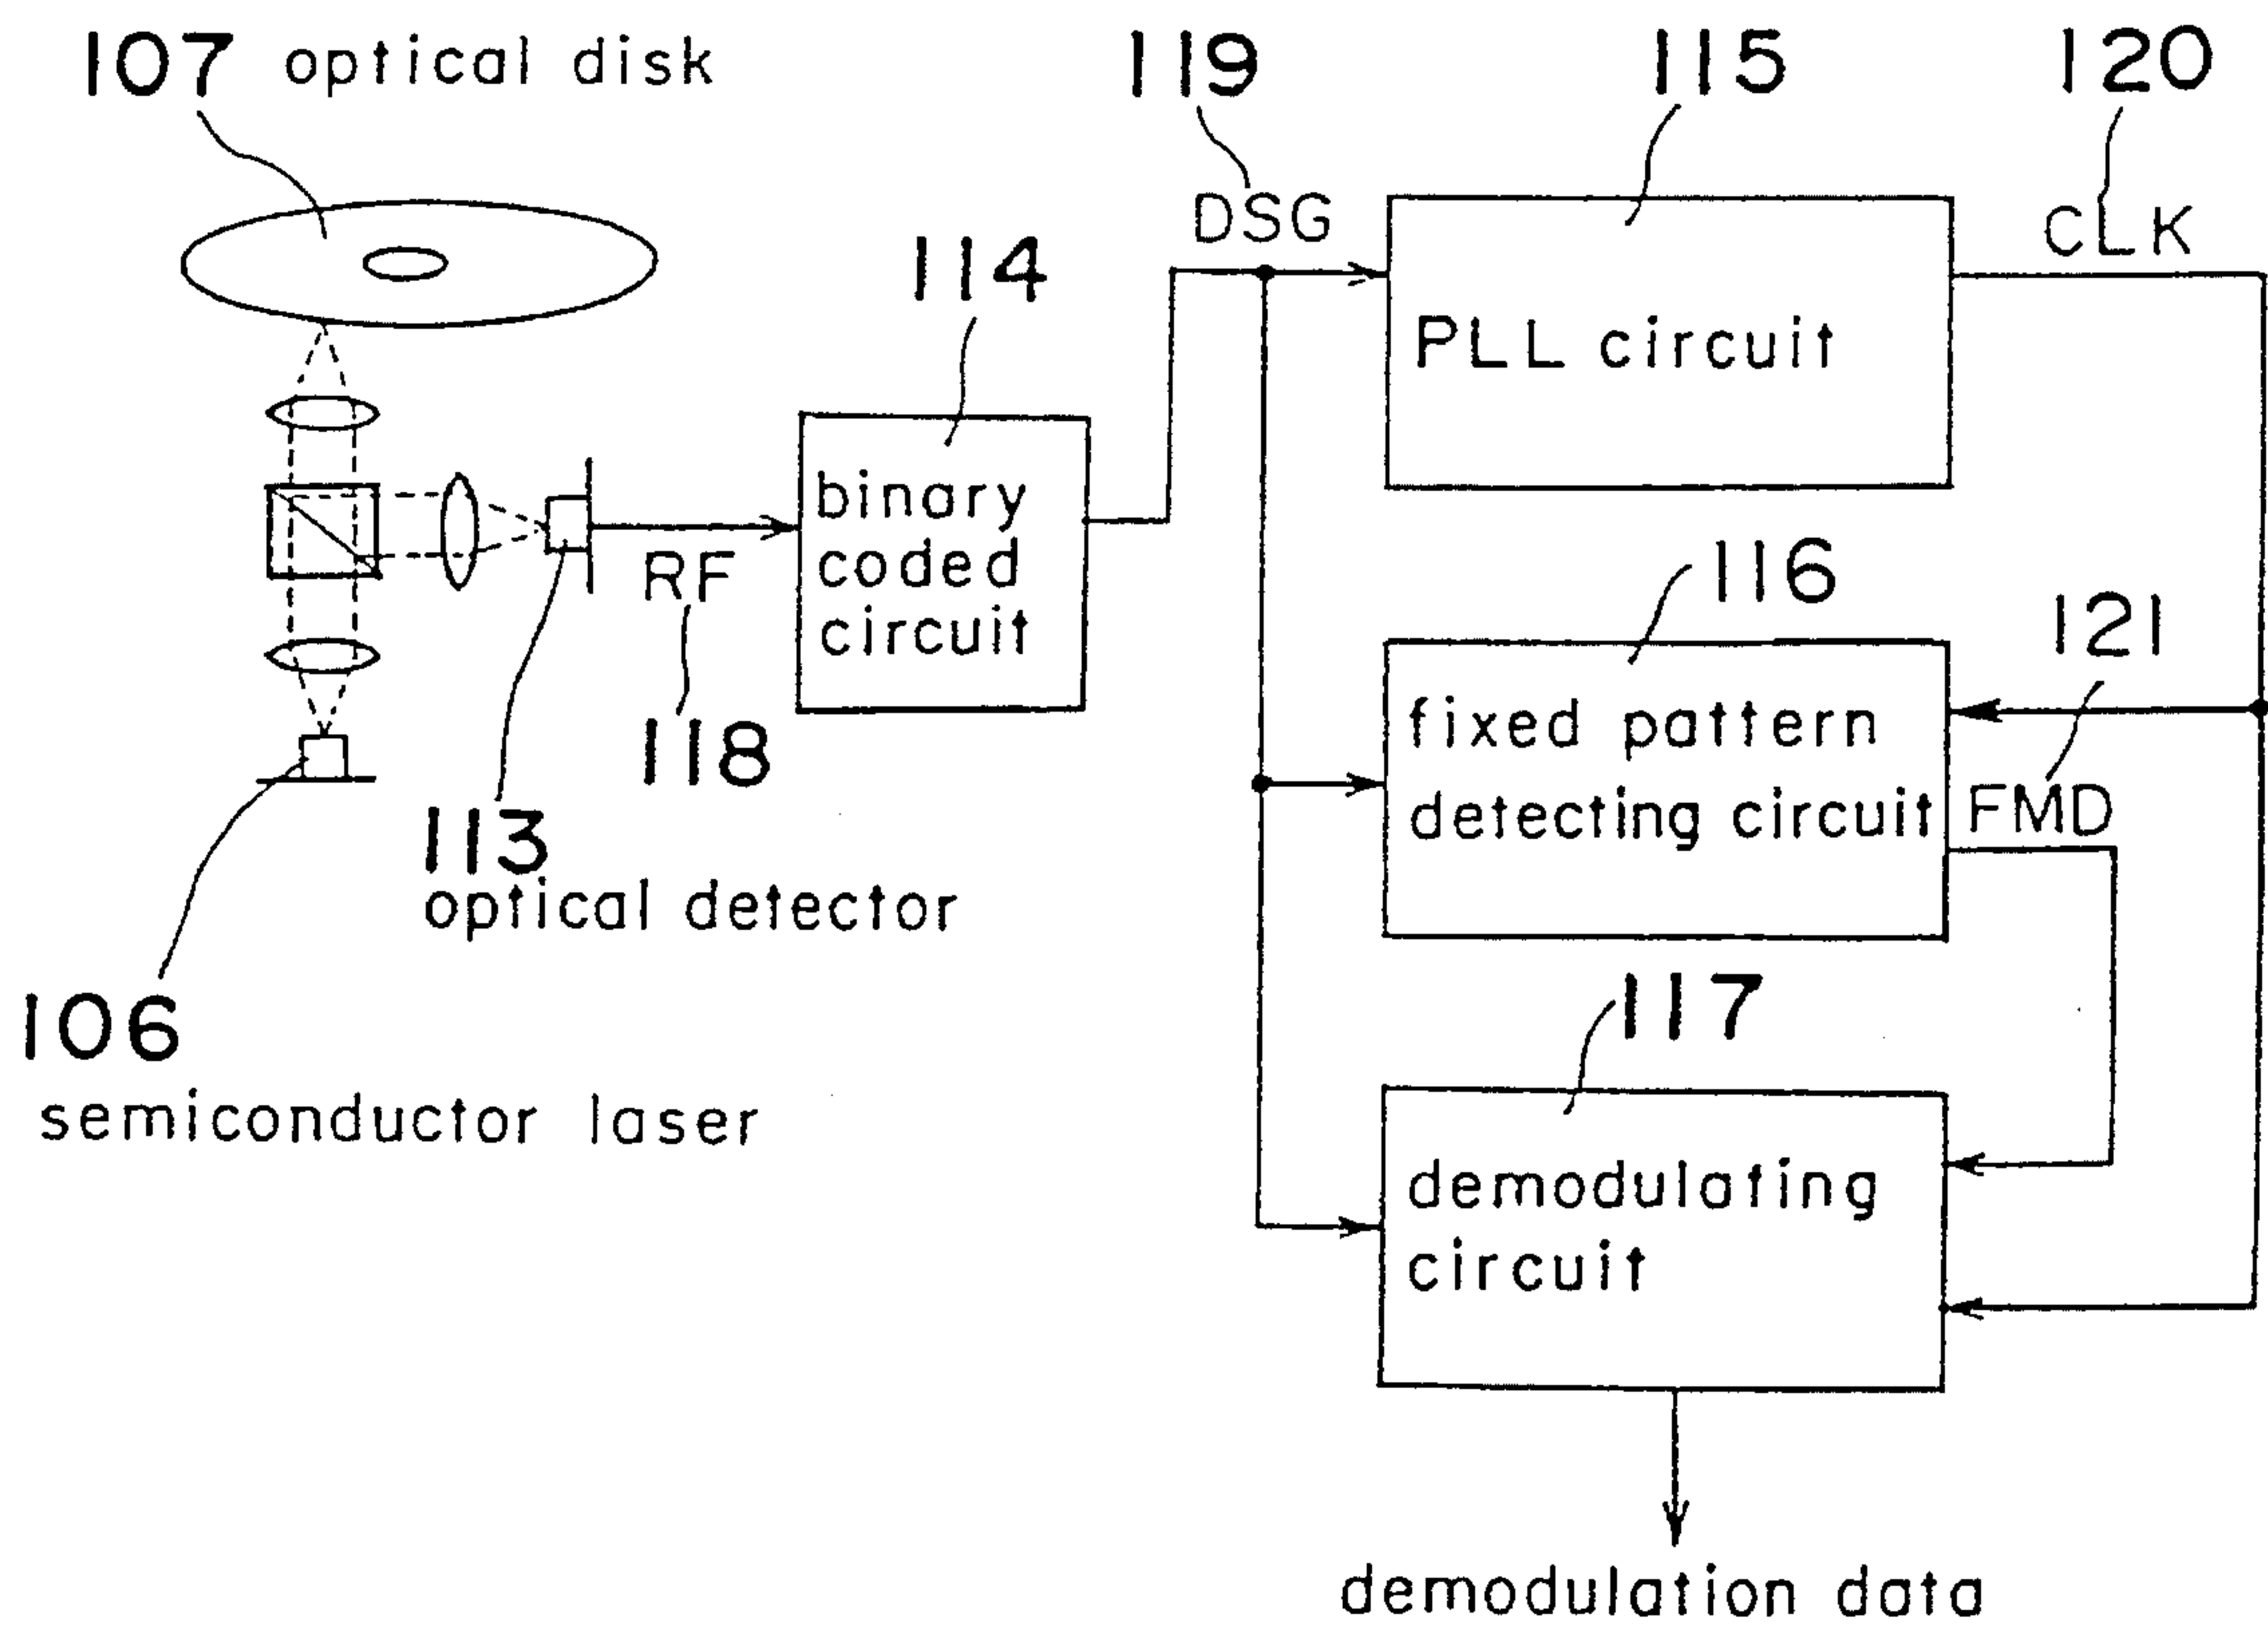 107 optical disk
119
115
120
DSG
CLK
114
PLL circuit
binary
coded
circuit
RF
118
116
121
fixed pattern
detecting circuit
FMD
113
optical detector
106
semiconductor laser
117
demodulating
circuit
demodulation data